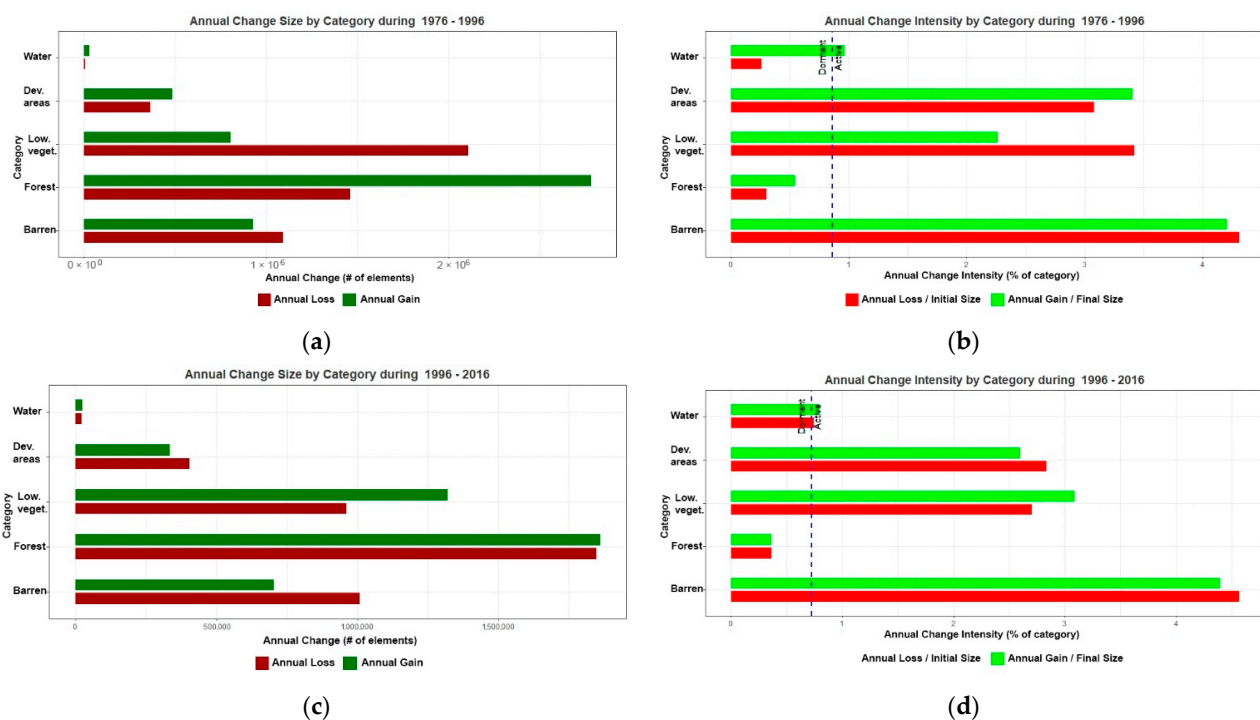 Annual Change Size by Category during 1976 - 1996
Water
Dev.
areas
Low.
veget.
Forest
Barren
Category
0 × 10⁰
1 × 10⁶
2 × 10⁶
Annual Change (# of elements)
Annual Loss
Annual Gain
(a)
Annual Change Intensity by Category during 1976 - 1996
Dormant
Active
Water
Dev.
areas
Low.
veget.
Forest
Barren
Category
0
1
2
3
4
Annual Change Intensity (% of category)
Annual Loss / Initial Size
Annual Gain / Final Size
(b)
Annual Change Size by Category during 1996 - 2016
Water
Dev.
areas
Low.
veget.
Forest
Barren
Category
0
500,000
1,000,000
1,500,000
Annual Change (# of elements)
Annual Loss
Annual Gain
(c)
Annual Change Intensity by Category during 1996 - 2016
Dormant
Active
Water
Dev.
areas
Low.
veget.
Forest
Barren
Category
0
1
2
3
4
Annual Change Intensity (% of category)
Annual Loss / Initial Size
Annual Gain / Final Size
(d)